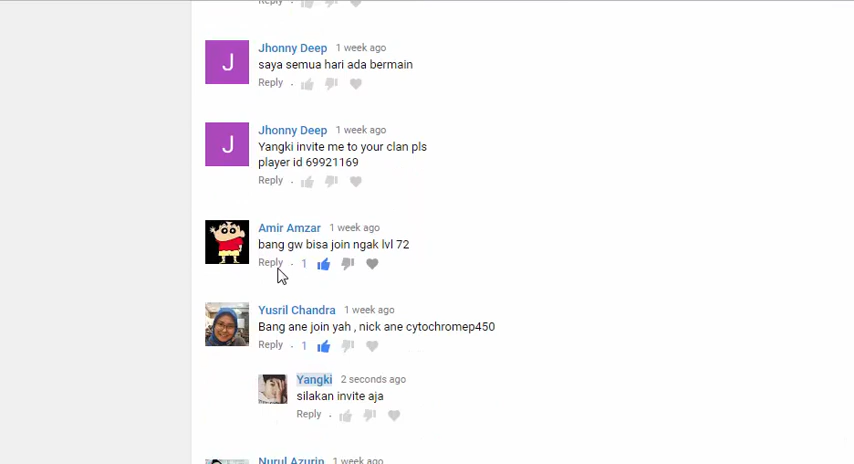 Reply
Jhonny Deep 1 week ago
J
saya semua hari ada bermain
Reply .
Jhonny Deep 1 week ago
J
Yangki invite me to your clan pls
player id 69921169
Reply .
Amir Amzar 1 week ago
bang gw bisa join ngak lvl 72
Reply . 1
Yusril Chandra 1 week ago
Bang ane join yah , nick ane cytochromep450
Reply . 1
Yangki 2 seconds ago
silakan invite aja
Reply .
Nurul Azurin 1 week ago